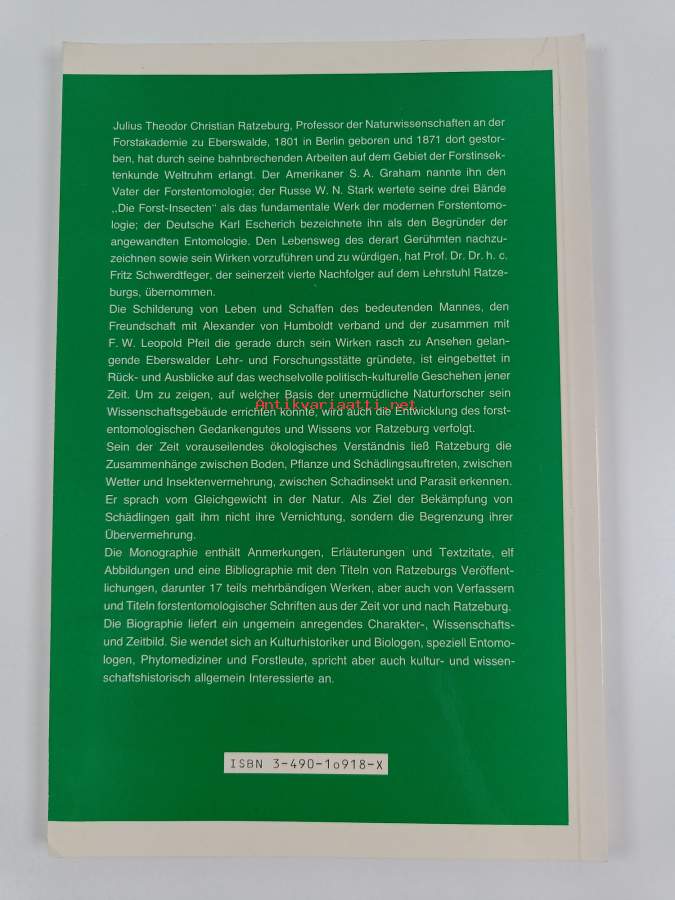 Julius Theodor Christian Ratzeburg, Professor der Naturwissenschaften an der
Forstakademie zu Eberswalde, 1801 in Berlin geboren und 1871 dort gestor-
ben, hat durch seine bahnbrechenden Arbeiten auf dem Gebiet der Forstinsek-
tenkunde Weltruhm erlangt. Der Amerikaner S. A. Graham nannte ihn den
Vater der Forstentomologie; der Russe W. N. Stark wertete seine drei Bände
„Die Forst-Insecten“ als das fundamentale Werk der modernen Forstentomo-
logie; der Deutsche Karl Escherich bezeichnete ihn als den Begründer der
angewandten Entomologie. Den Lebensweg des derart Gerühmten nachzu-
zeichnen sowie sein Wirken vorzuführen und zu würdigen, hat Prof. Dr. Dr. h. c.
Fritz Schwerdtfeger, der seinerzeit vierte Nachfolger auf dem Lehrstuhl Ratze-
burgs, übernommen.
Die Schilderung von Leben und Schaffen des bedeutenden Mannes, den
Freundschaft mit Alexander von Humboldt verband und der zusammen mit
F. W. Leopold Pfeil die gerade durch sein Wirken rasch zu Ansehen gelan-
gende Eberswalder Lehr- und Forschungsstätte gründete, ist eingebettet in
Rück- und Ausblicke auf das wechselvolle politisch-kulturelle Geschehen jener
Zeit. Um zu zeigen, auf welcher Basis der unermüdliche Naturforscher sein
Antikvariaatti.net
Wissenschaftsgebäude errichten konnte, wird auch die Entwicklung des forst-
entomologischen Gedankengutes und Wissens vor Ratzeburg verfolgt.
Sein der Zeit vorauseilendes ökologisches Verständnis ließ Ratzeburg die
Zusammenhänge zwischen Boden, Pflanze und Schädlingsauftreten, zwischen
Wetter und Insektenvermehrung, zwischen Schadinsekt und Parasit erkennen.
Er sprach vom Gleichgewicht in der Natur. Als Ziel der Bekämpfung von
Schädlingen galt ihm nicht ihre Vernichtung, sondern die Begrenzung ihrer
Übervermehrung.
Die Monographie enthält Anmerkungen, Erläuterungen und Textzitate, elf
Abbildungen und eine Bibliographie mit den Titeln von Ratzeburgs Veröffent-
lichungen, darunter 17 teils mehrbändigen Werken, aber auch von Verfassern
und Titeln forstentomologischer Schriften aus der Zeit vor und nach Ratzeburg.
Die Biographie liefert ein ungemein anregendes Charakter-, Wissenschafts-
und Zeitbild. Sie wendet sich an Kulturhistoriker und Biologen, speziell Entomo-
logen, Phytomediziner und Forstleute, spricht aber auch kultur- und wissen-
schaftshistorisch allgemein Interessierte an.
ISBN 3-490-1o918-X